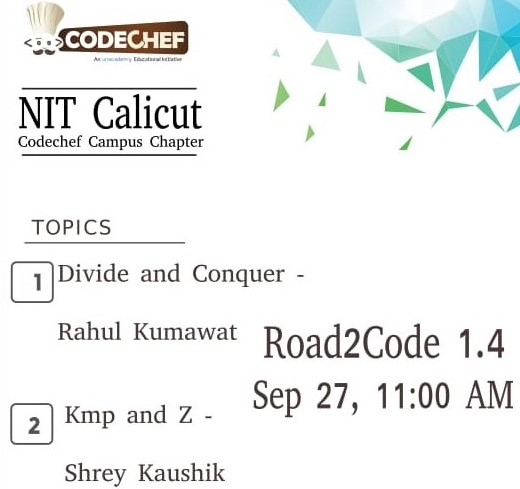 CODECHEF
An unacademy Educational Initiative
NIT Calicut
Codechef Campus Chapter
TOPICS
1 Divide and Conquer -
Rahul Kumawat
Road2Code 1.4
Sep 27, 11:00 AM
2 Kmp and Z -
Shrey Kaushik